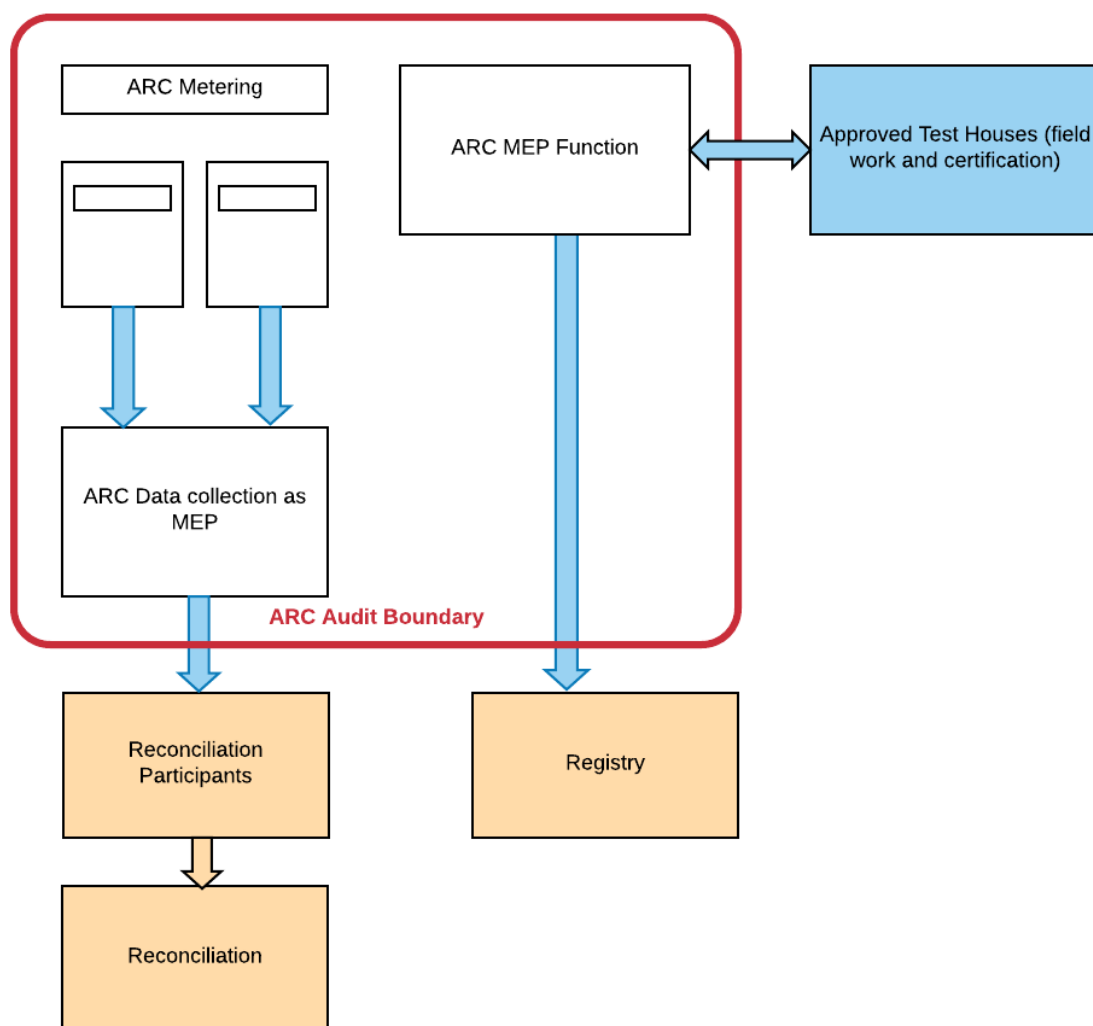 ARC Metering
ARC MEP Function
Approved Test Houses (field
work and certification)
ARC Data collection as
MEP
ARC Audit Boundary
Reconciliation
Participants
Registry
Reconciliation